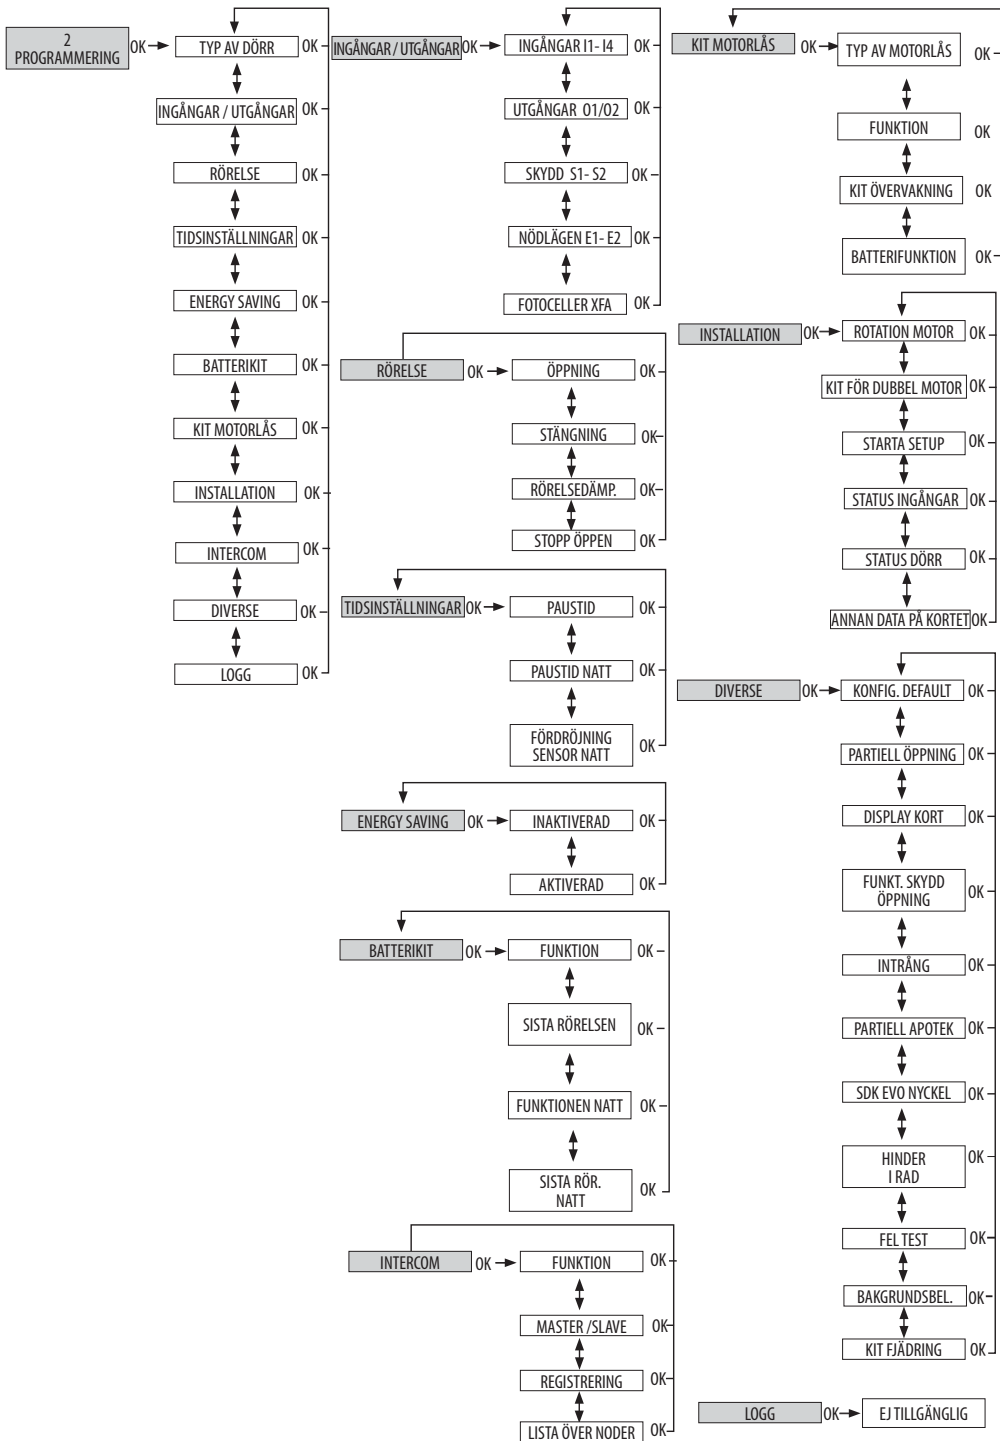 2
PROGRAMMERING OK TYP AV DÖRR OK
INGÅNGAR / UTGÅNGAR OK
RÖRELSE OK
TIDSINSTÄLLNINGAR OK
ENERGY SAVING OK
BATTERIKIT OK
KIT MOTORLÅS OK
INSTALLATION OK
INTERCOM OK
DIVERSE OK
LOGG OK
INGÅNGAR / UTGÅNGAR OK INGÅNGAR I1- I4 OK
UTGÅNGAR O1/O2 OK
SKYDD S1- S2 OK
NÖDLÄGEN E1- E2 OK
FOTOCELLER XFA OK
RÖRELSE OK ÖPPNING OK
STÄNGNING OK
RÖRELSEDÄMP. OK
STOPP ÖPPEN OK
TIDSINSTÄLLNINGAR OK PAUSTID OK
PAUSTID NATT OK
FÖRDRÖJNING
SENSOR NATT OK
ENERGY SAVING OK INAKTIVERAD OK
AKTIVERAD OK
BATTERIKIT OK FUNKTION OK
SISTA RÖRELSEN OK
FUNKTIONEN NATT OK
SISTA RÖR.
NATT OK
INTERCOM OK FUNKTION OK
MASTER /SLAVE OK
REGISTRERING OK
LISTA ÖVER NODER OK
KIT MOTORLÅS OK TYP AV MOTORLÅS OK
FUNKTION OK
KIT ÖVERVAKNING OK
BATTERIFUNKTION OK
INSTALLATION OK ROTATION MOTOR OK
KIT FÖR DUBBEL MOTOR OK
STARTA SETUP OK
STATUS INGÅNGAR OK
STATUS DÖRR OK
ANNAN DATA PÅ KORTET OK
DIVERSE OK KONFIG. DEFAULT OK
PARTIELL ÖPPNING OK
DISPLAY KORT OK
FUNKT. SKYDD
ÖPPNING OK
INTRÅNG OK
PARTIELL APOTEK OK
SDK EVO NYCKEL OK
HINDER
I RAD OK
FEL TEST OK
BAKGRUNDSBEL. OK
KIT FJÄDRING OK
LOGG OK EJ TILLGÄNGLIG